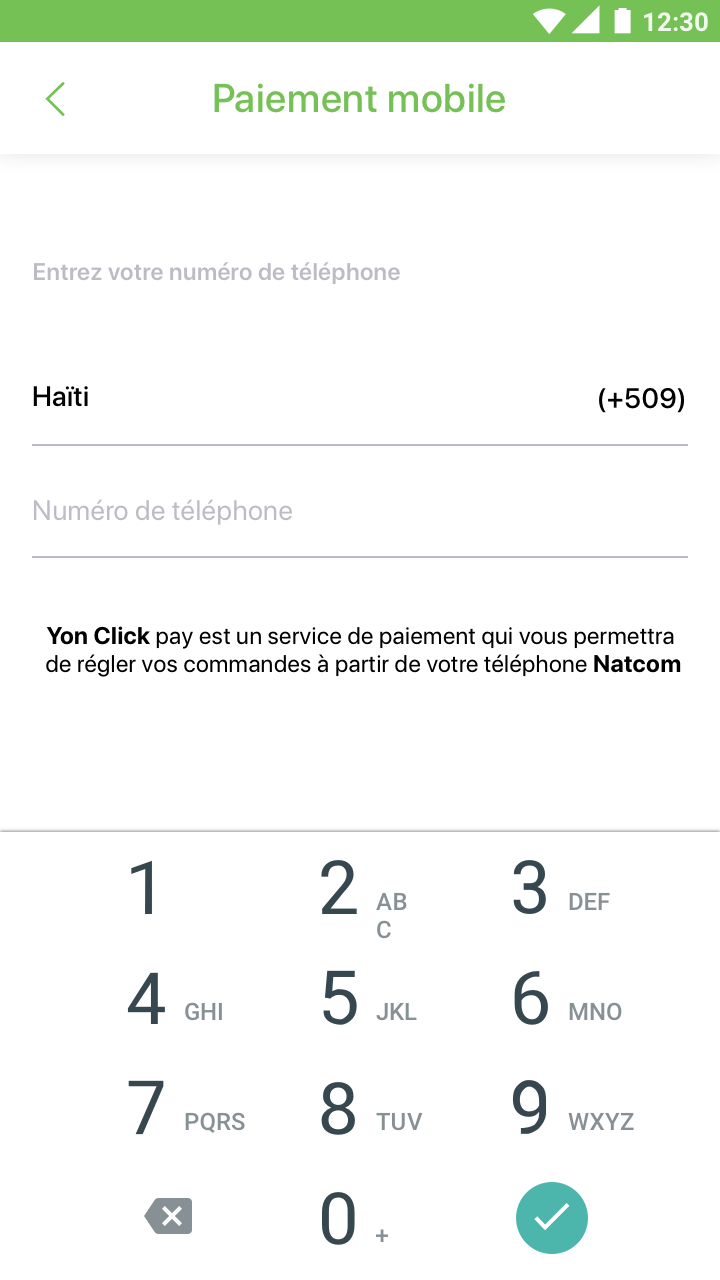 12:30
Paiement mobile
Entrez votre numéro de téléphone
Haïti (+509)
Numéro de téléphone
Yon Click pay est un service de paiement qui vous permettra
de régler vos commandes à partir de votre téléphone Natcom
1 2 AB 3 DEF
C
4 GHI 5 JKL 6 MNO
7 PQRS 8 TUV 9 WXYZ
0 +